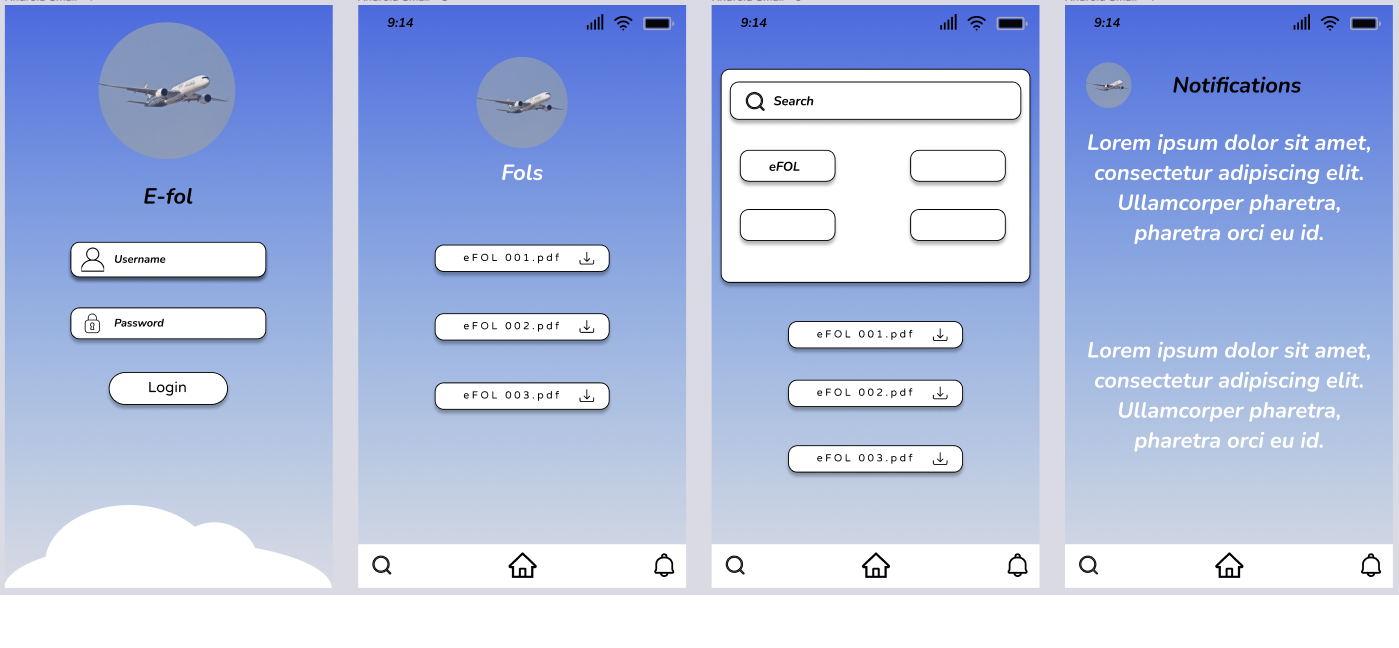 E-fol
Username
Password
Login
9:14
Fols
eFOL 001.pdf
eFOL 002.pdf
eFOL 003.pdf
9:14
Search
eFOL
eFOL 001.pdf
eFOL 002.pdf
eFOL 003.pdf
9:14
Notifications
Lorem ipsum dolor sit amet,
consectetur adipiscing elit.
Ullamcorper pharetra,
pharetra orci eu id.
Lorem ipsum dolor sit amet,
consectetur adipiscing elit.
Ullamcorper pharetra,
pharetra orci eu id.